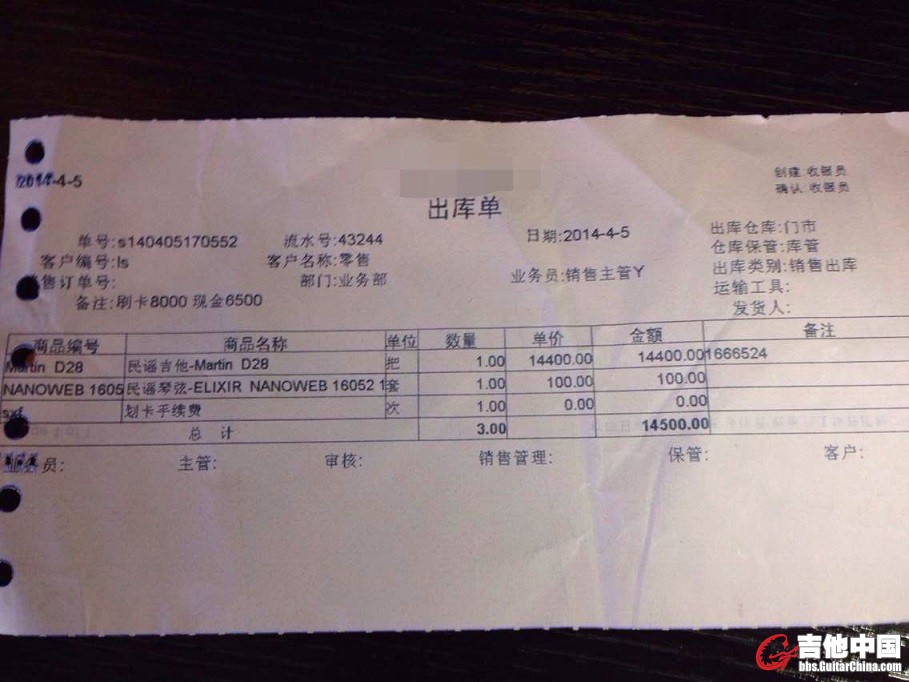 2014-4-5
创建:收银员
确认:收银员
出库单
单号:s140405170552 流水号:43244 日期:2014-4-5 出库仓库:门市
客户编号:ls 客户名称:零售 仓库保管:库管
售订单号: 部门:业务部 业务员:销售主管Y 出库类别:销售出库
运输工具:
备注:刷卡8000 现金6500 发货人:
商品编号 商品名称 单位 数量 单价 金额 备注
Martin D28 民谣吉他-Martin D28 把 1.00 14400.00 14400.00 1666524
NANOWEB 1605 民谣琴弦-ELIXIR NANOWEB 16052 1 套 1.00 100.00 100.00
sxf 划卡手续费 次 1.00 0.00 0.00
总 计 3.00 14500.00
业务员: 主管: 审核: 销售管理: 保管: 客户:
吉他中国
bbs.GuitarChina.com